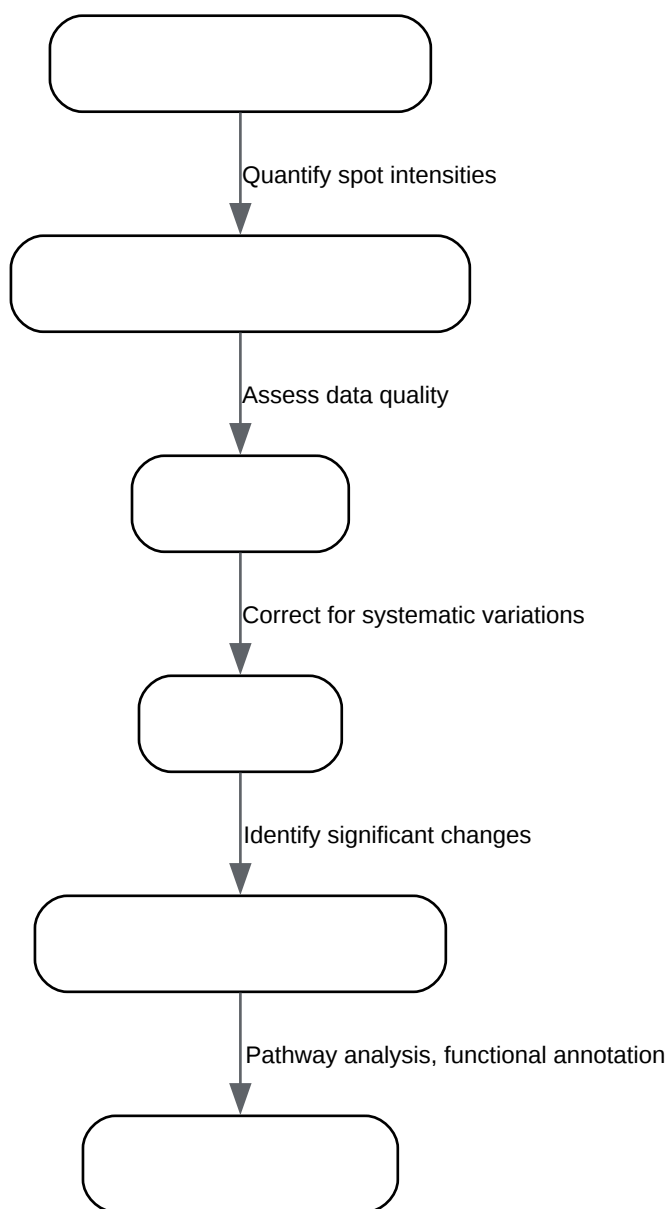 Quantify spot intensities
Assess data quality
Correct for systematic variations
Identify significant changes
Pathway analysis, functional annotation